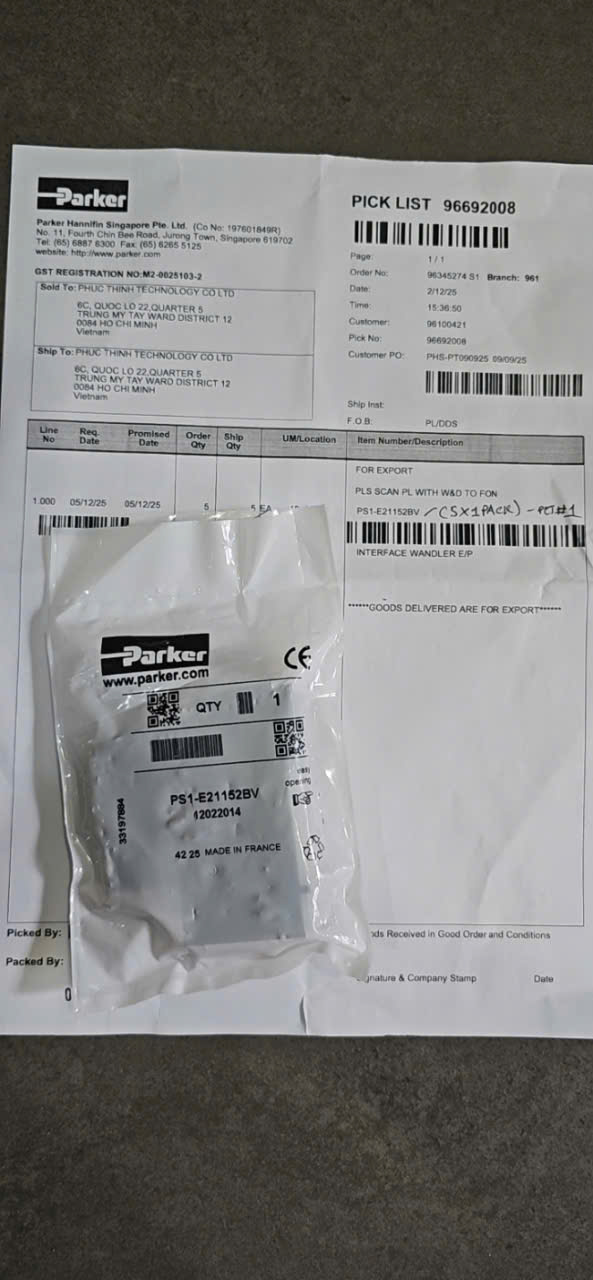 Parker
Parker Hannifin Singapore Pte. Ltd. (Co No: 197601849R)
No. 11, Fourth Chin Bee Road, Jurong Town, Singapore 619702
Tel: (65) 6887 6300 Fax: (65) 6265 5125
website: http://www.parker.com
GST REGISTRATION NO:M2-0025103-2
Sold To: PHUC THINH TECHNOLOGY CO LTD
6C, QUOC LO 22,QUARTER 5
TRUNG MY TAY WARD DISTRICT 12
0084 HO CHI MINH
Vietnam
Ship To: PHUC THINH TECHNOLOGY CO LTD
6C, QUOC LO 22,QUARTER 5
TRUNG MY TAY WARD DISTRICT 12
0084 HO CHI MINH
Vietnam
PICK LIST 96692008
Page: 1 / 1
Order No: 96345274 S1 Branch: 961
Date: 2/12/25
Time: 15:36:50
Customer: 96100421
Pick No: 96692008
Customer PO: PHS-PT090925 09/09/25
Ship Inst:
F.O.B: PL/DDS
Line No Req. Date Promised Date Order Qty Ship Qty UM/Location Item Number/Description
FOR EXPORT
PLS SCAN PL WITH W&D TO FON
1.000 05/12/25 05/12/25 5 5 EA PS1-E21152BV / (5X1PACK) - PCT#1
INTERFACE WANDLER E/P
******GOODS DELIVERED ARE FOR EXPORT******
Parker
www.parker.com
CE
QTY 1
easy
opening
PS1-E21152BV
12022014
33197884
42 25 MADE IN FRANCE
Picked By:
Packed By:
0
Received in Good Order and Conditions
Signature & Company Stamp Date